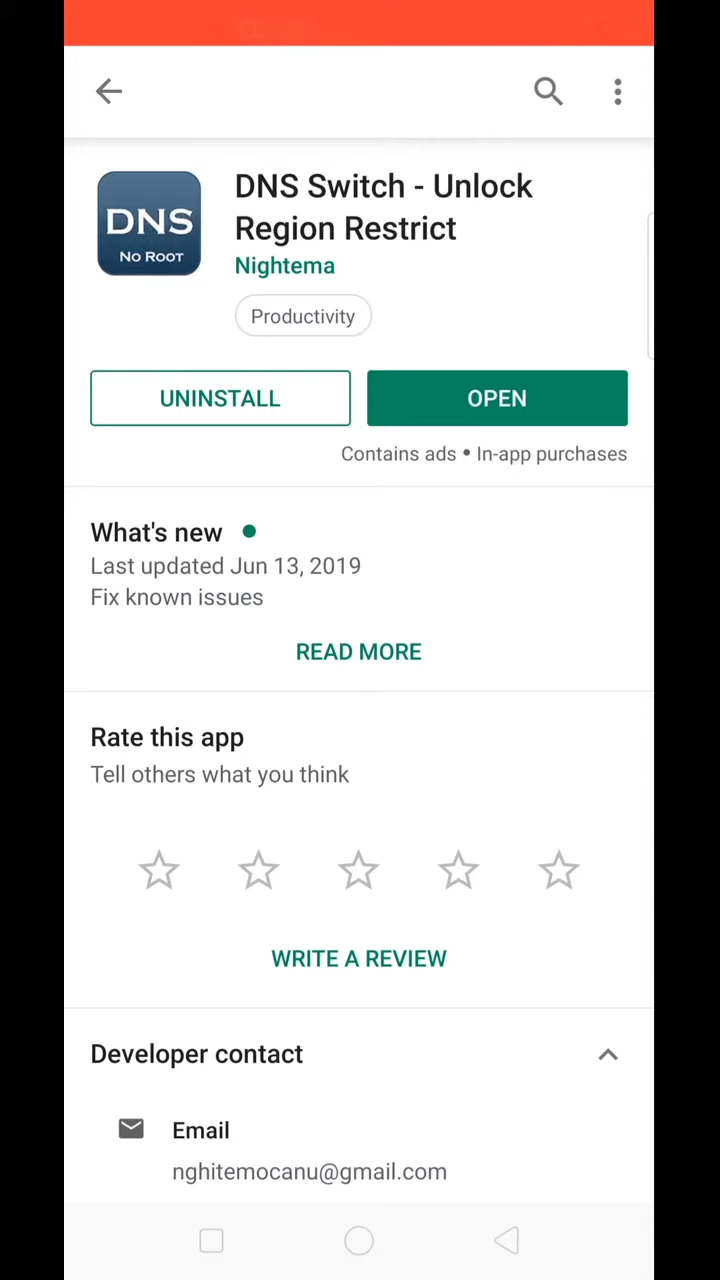 DNS
NO ROOT
DNS Switch - Unlock
Region Restrict
Nightema
Productivity
UNINSTALL
OPEN
Contains ads • In-app purchases
What's new
Last updated Jun 13, 2019
Fix known issues
READ MORE
Rate this app
Tell others what you think
WRITE A REVIEW
Developer contact
Email
nghitemocanu@gmail.com